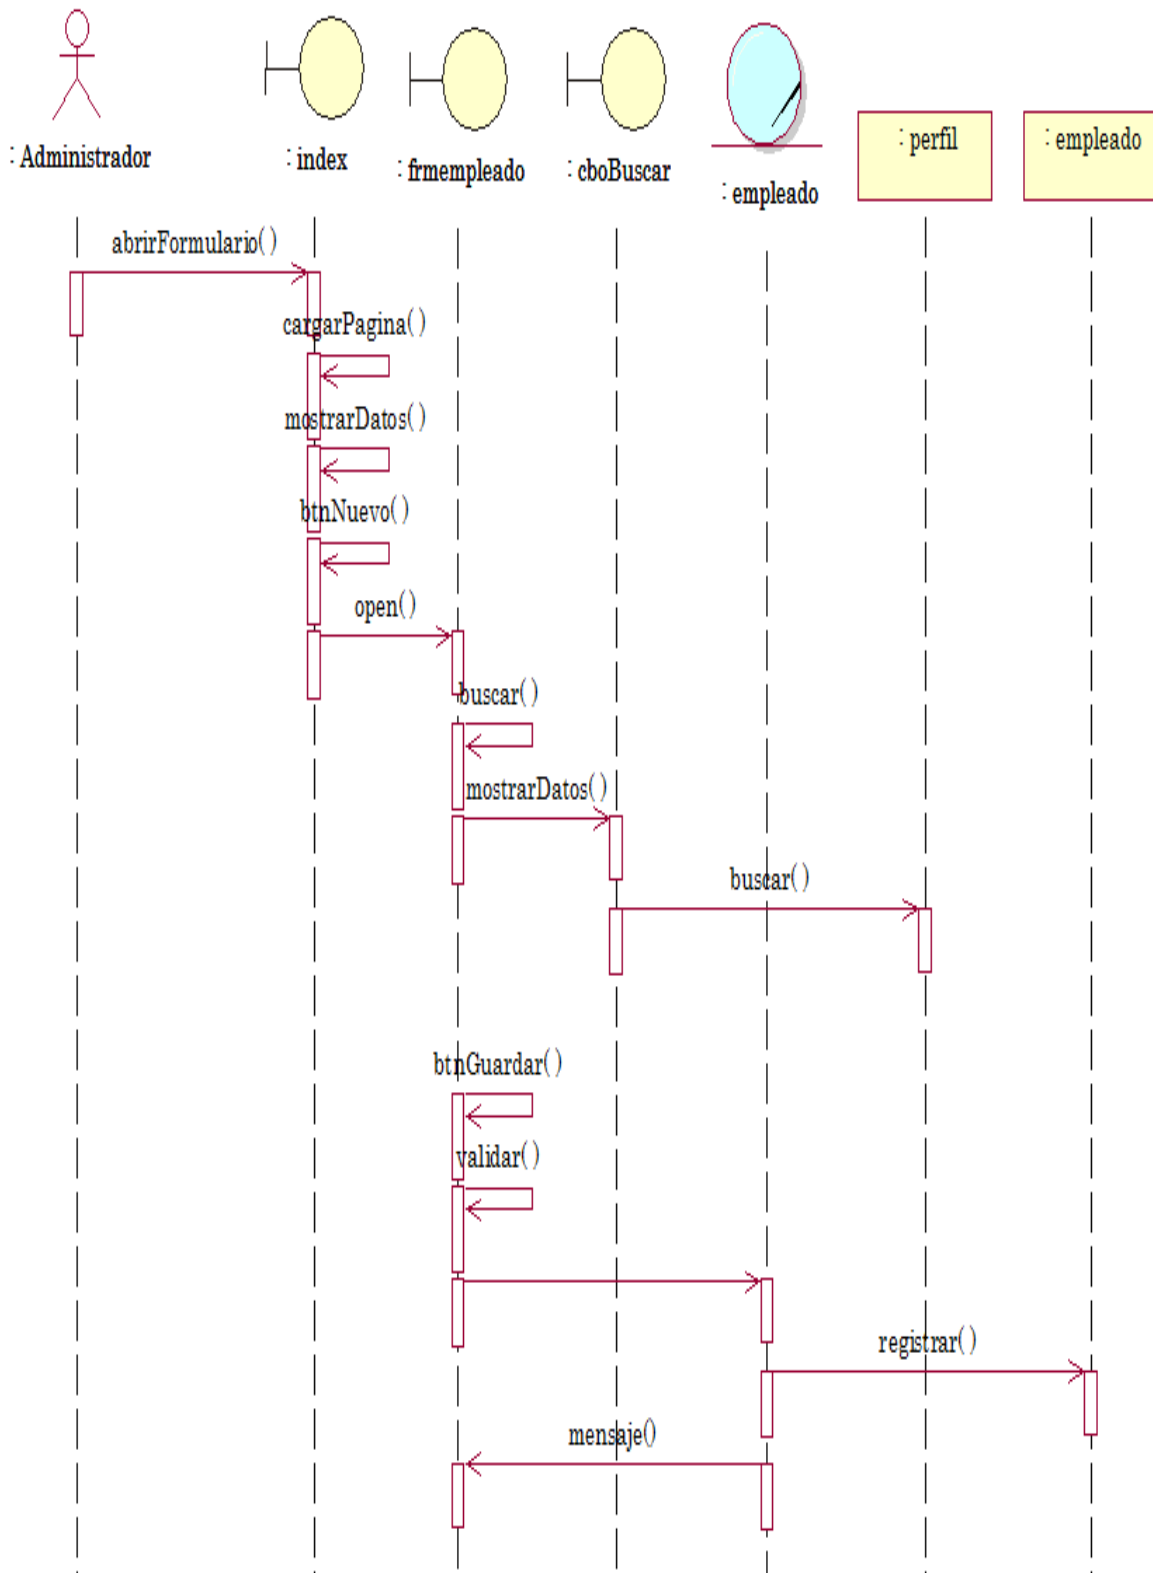 : Administrador
: index
: frmempleado
: cboBuscar
: empleado
: perfil
: empleado
abrirFormulario( )
cargarPagina( )
mostrarDatos( )
btnNuevo( )
open( )
buscar( )
mostrarDatos( )
buscar( )
btnGuardar( )
validar( )
registrar( )
mensaje( )